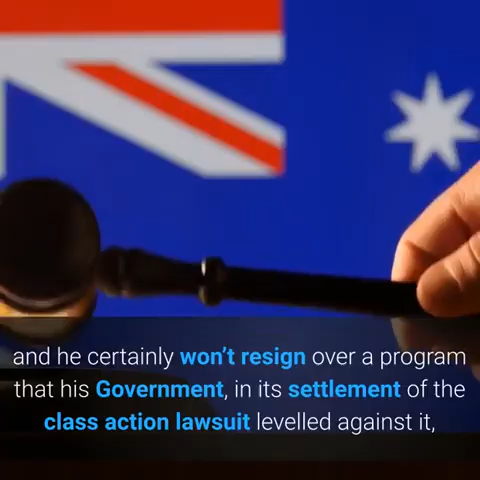 and he certainly won't resign over a program
that his Government, in its settlement of the
class action lawsuit levelled against it,